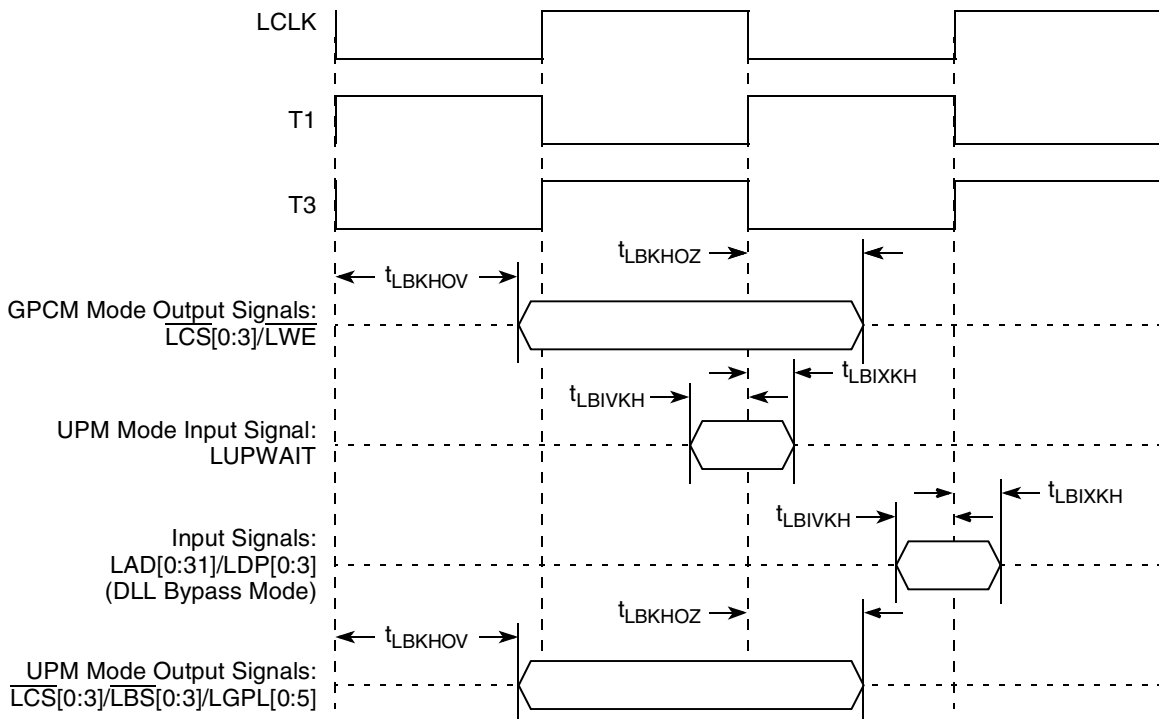 LCLK
T1
T3
tLBKHOZ
tLBKHOV
GPCM Mode Output Signals:
LCS[0:3]/LWE
tLBIXKH
tLBIVKH
UPM Mode Input Signal:
LUPWAIT
tLBIXKH
tLBIVKH
Input Signals:
LAD[0:31]/LDP[0:3]
(DLL Bypass Mode)
tLBKHOZ
tLBKHOV
UPM Mode Output Signals:
LCS[0:3]/LBS[0:3]/LGPL[0:5]